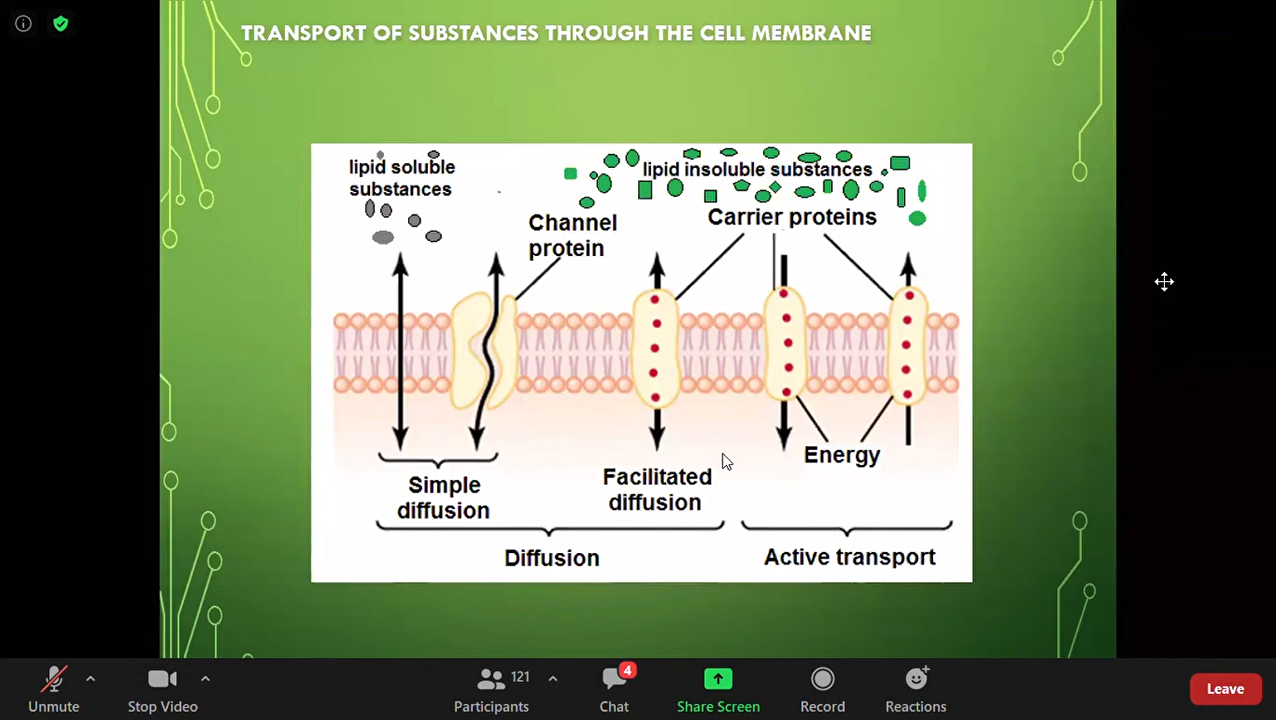 TRANSPORT OF SUBSTANCES THROUGH THE CELL MEMBRANE
lipid soluble
substances
lipid insoluble substances
Channel
protein
Carrier proteins
Energy
Simple
diffusion
Facilitated
diffusion
Diffusion
Active transport
Unmute
Stop Video
121
Participants
4
Chat
Share Screen
Record
Reactions
Leave